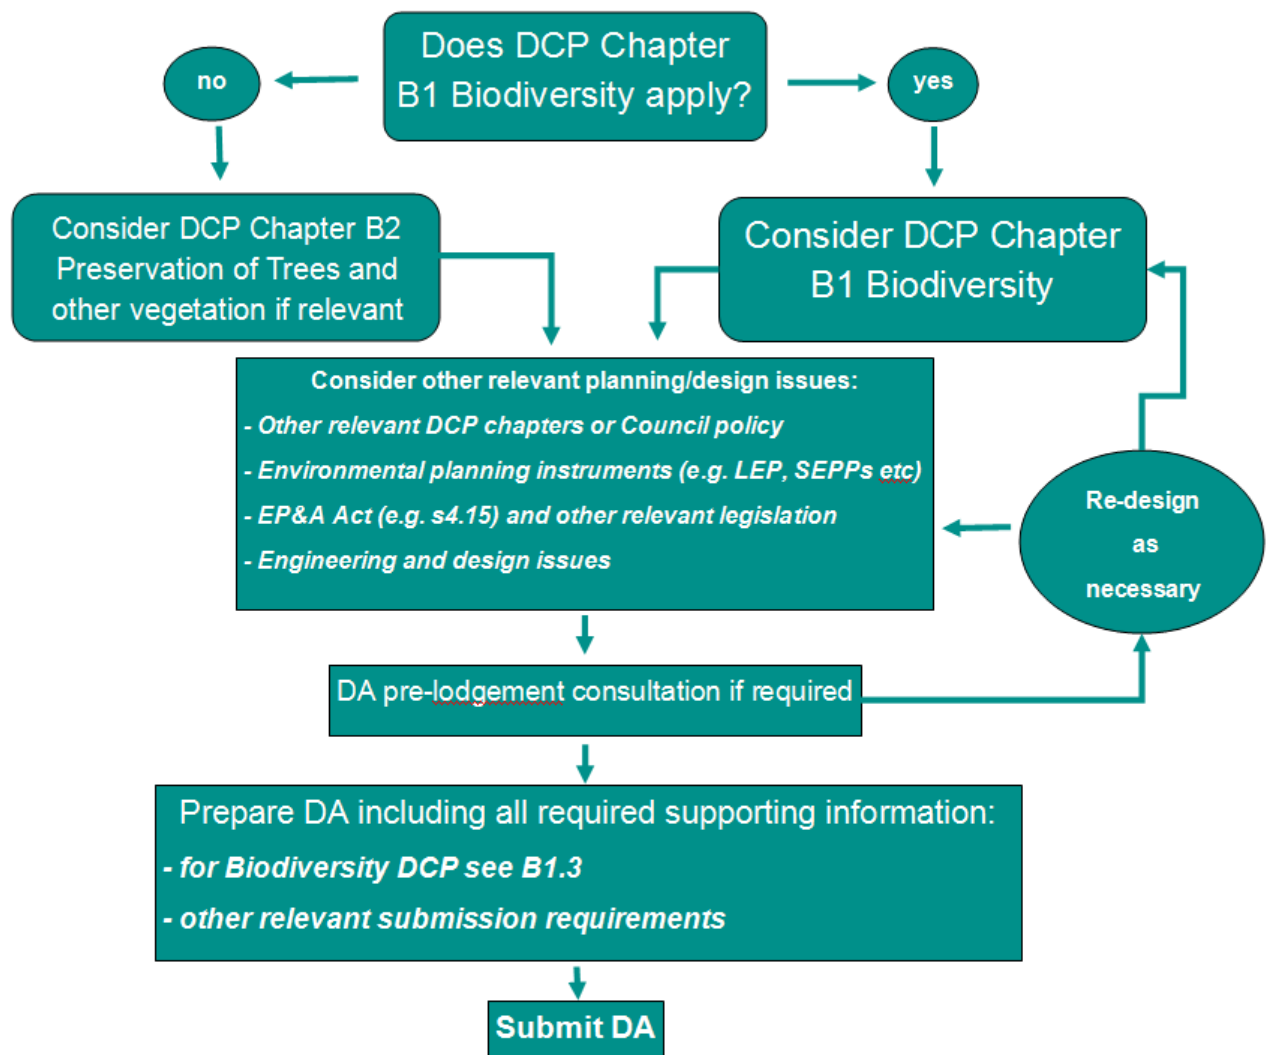 Does DCP Chapter
B1 Biodiversity apply?
no
yes
Consider DCP Chapter B2
Preservation of Trees and
other vegetation if relevant
Consider DCP Chapter
B1 Biodiversity
Consider other relevant planning/design issues:
- Other relevant DCP chapters or Council policy
- Environmental planning instruments (e.g. LEP, SEPPs etc)
- EP&A Act (e.g. s4.15) and other relevant legislation
- Engineering and design issues
Re-design
as
necessary
DA pre-lodgement consultation if required
Prepare DA including all required supporting information:
- for Biodiversity DCP see B1.3
- other relevant submission requirements
Submit DA